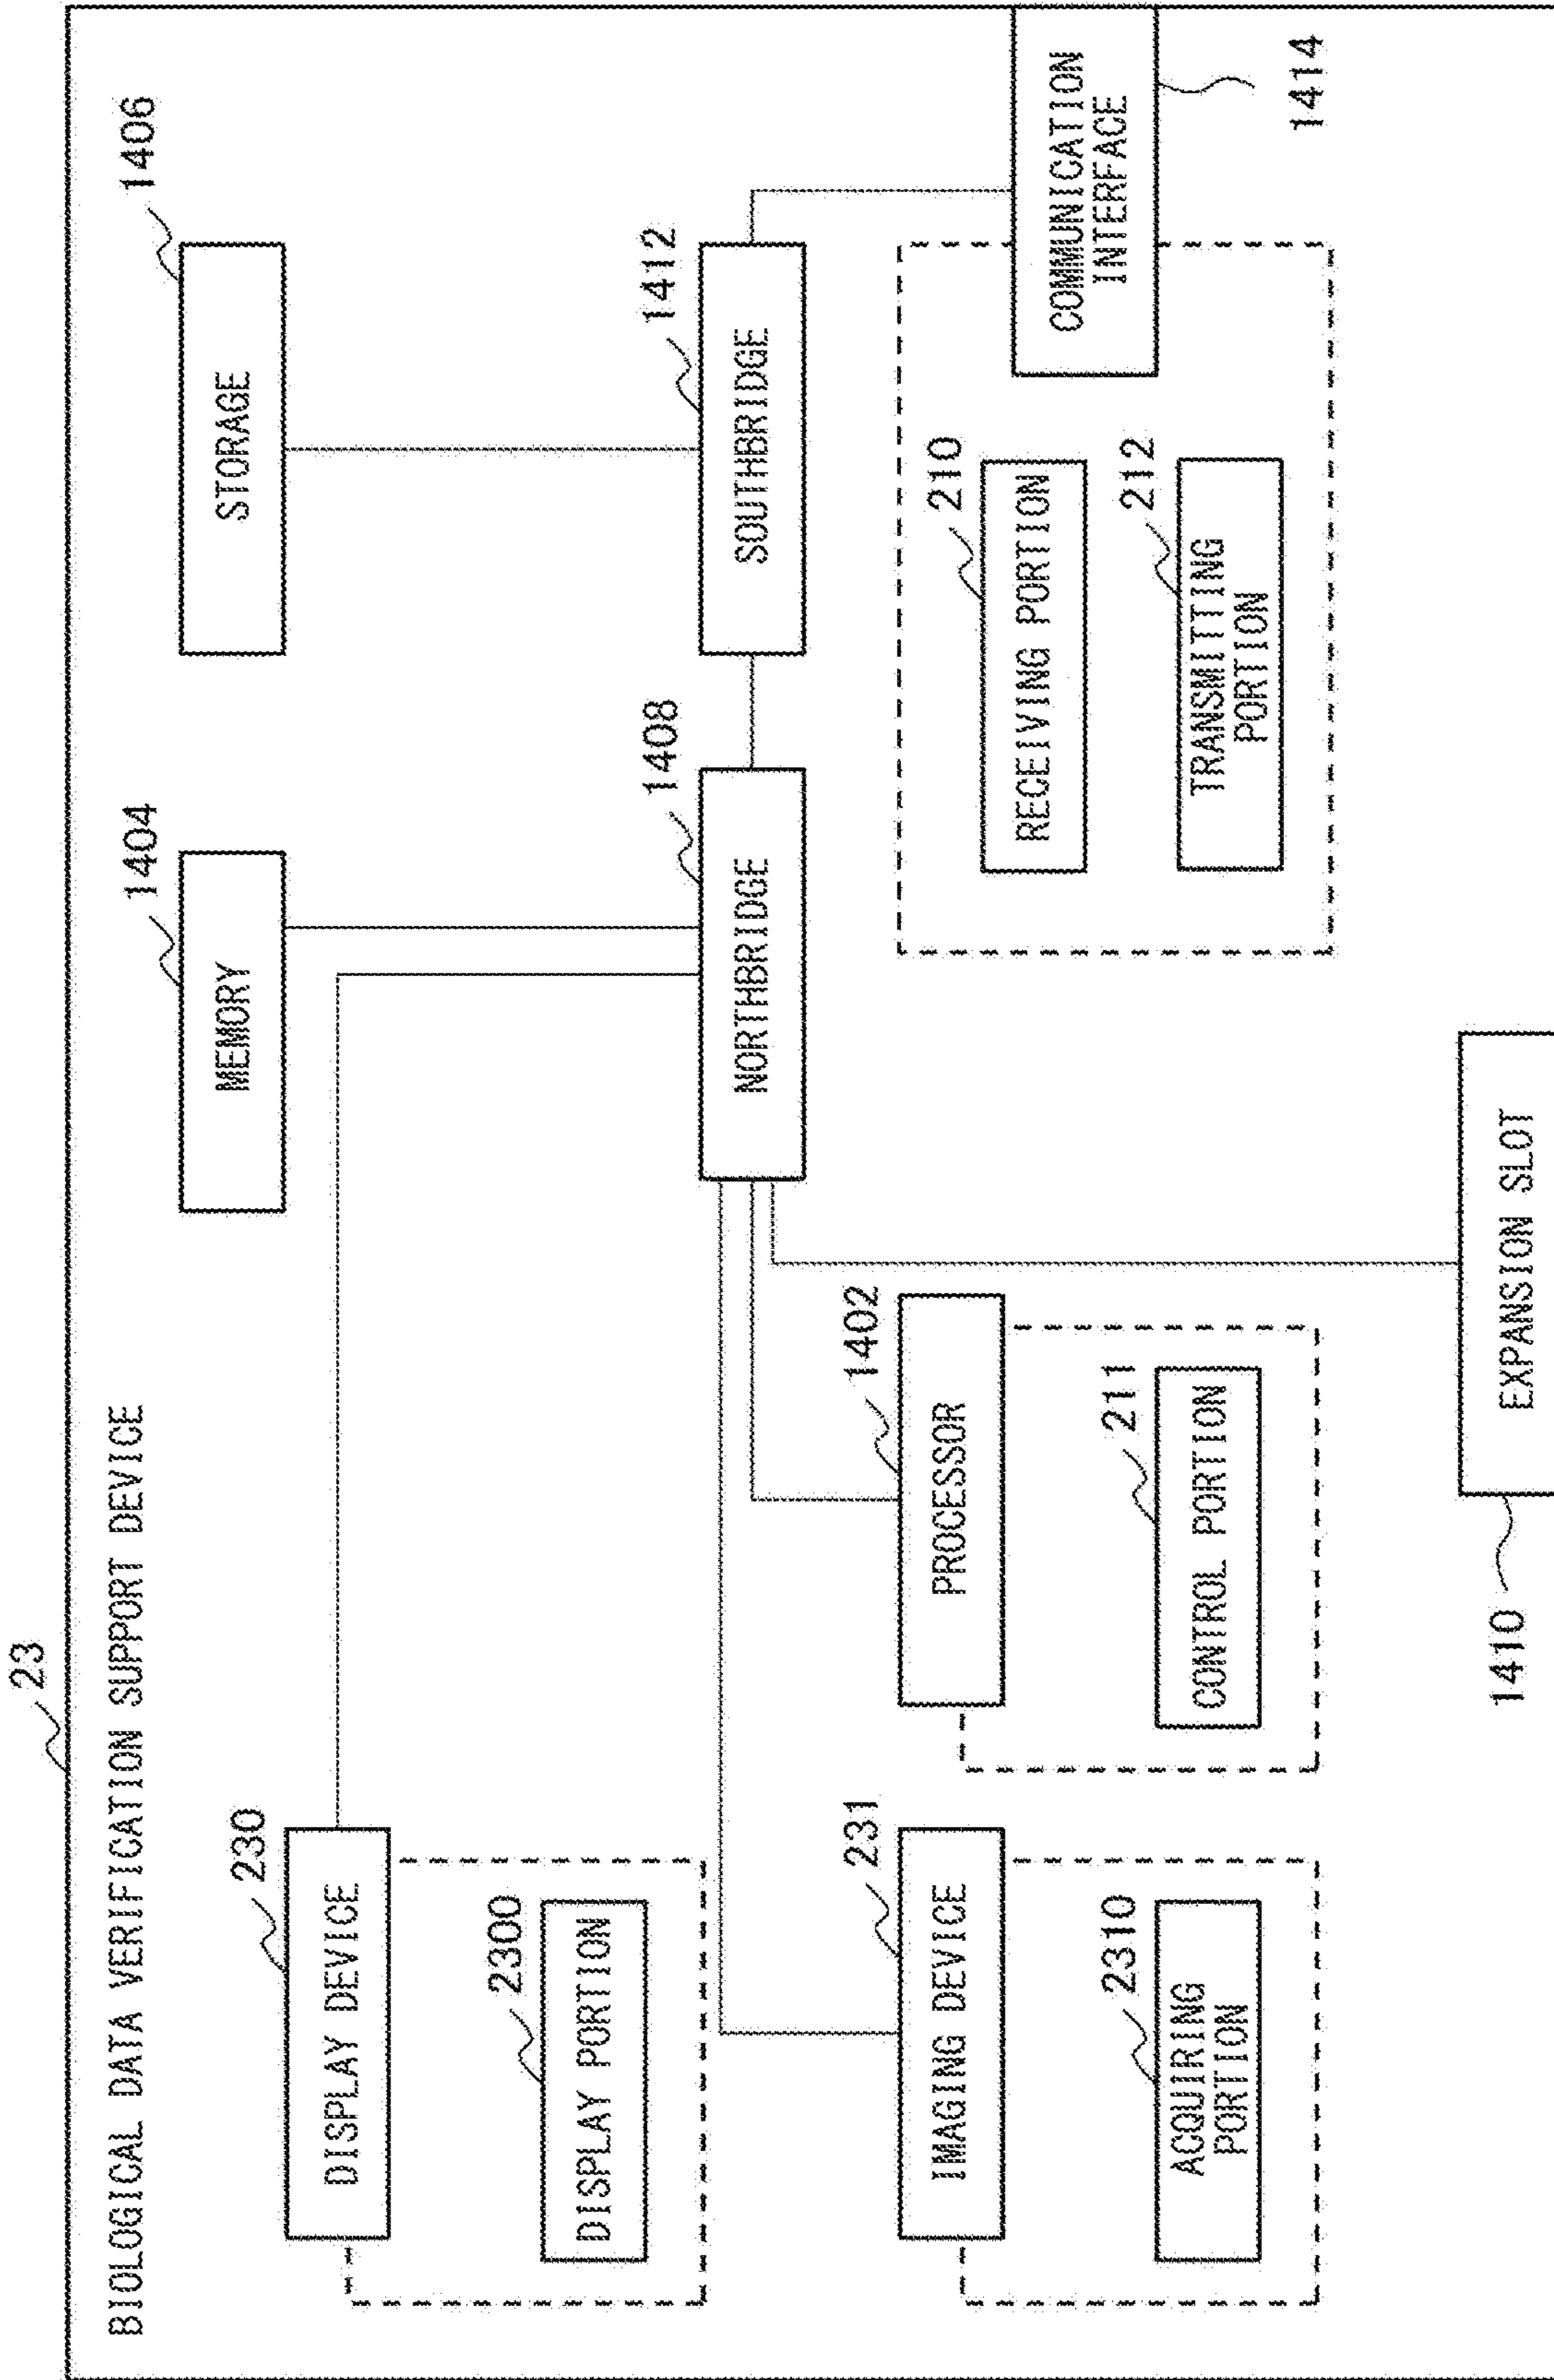 23
BIOLOGICAL DATA VERIFICATION SUPPORT DEVICE
230
DISPLAY DEVICE
2300
DISPLAY PORTION
1404
MEMORY
1406
STORAGE
1408
NORTHBRIDGE
1412
SOUTHBRIDGE
231
IMAGING DEVICE
2310
ACQUIRING
PORTION
1402
PROCESSOR
211
CONTROL PORTION
210
RECEIVING PORTION
212
TRANSMITTING
PORTION
COMMUNICATION
INTERFACE
1414
1410
EXPANSION SLOT